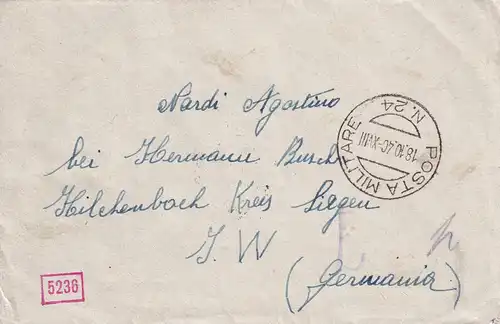 Nardi Agostino
bei Hermann Busch
Hilchenbach Kreis Siegen
J. W
(Germania)
POSTA MILITARE
N. 24
18.10.40-XVIII
5236